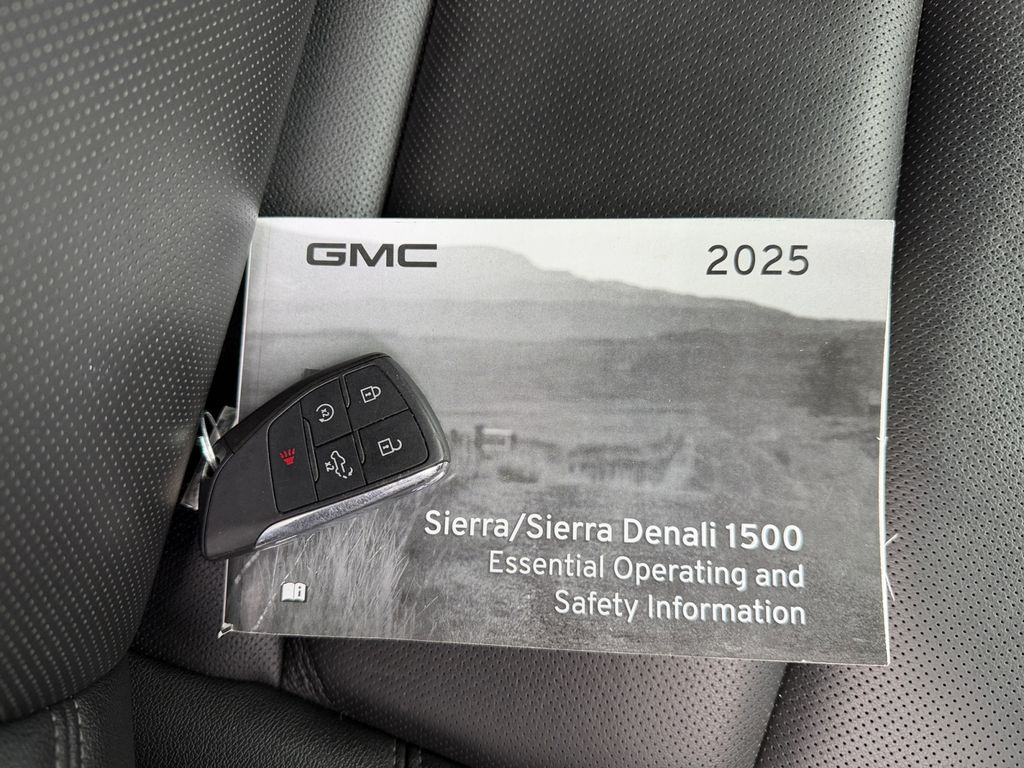 GMC
2025
Sierra/Sierra Denali 1500
Essential Operating and
Safety Information